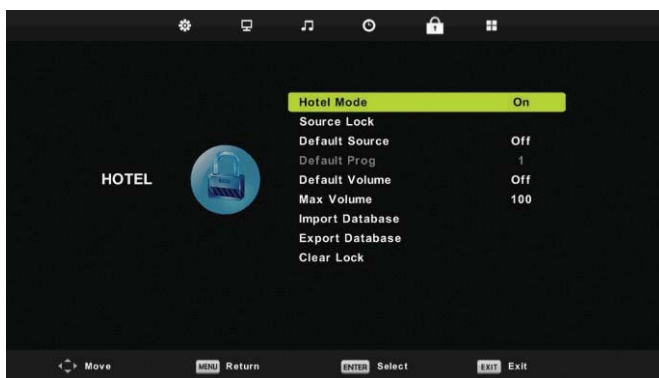 Hotel Mode On
Source Lock
Default Source Off
Default Prog 1
HOTEL
Default Volume Off
Max Volume 100
Import Database
Export Database
Clear Lock
Move MENU Return ENTER Select EXIT Exit